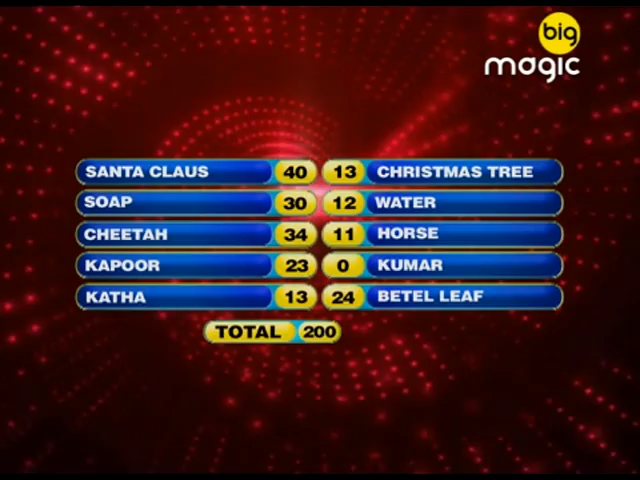 big
magic
SANTA CLAUS 40 13 CHRISTMAS TREE
SOAP 30 12 WATER
CHEETAH 34 11 HORSE
KAPOOR 23 0 KUMAR
KATHA 13 24 BETEL LEAF
TOTAL 200